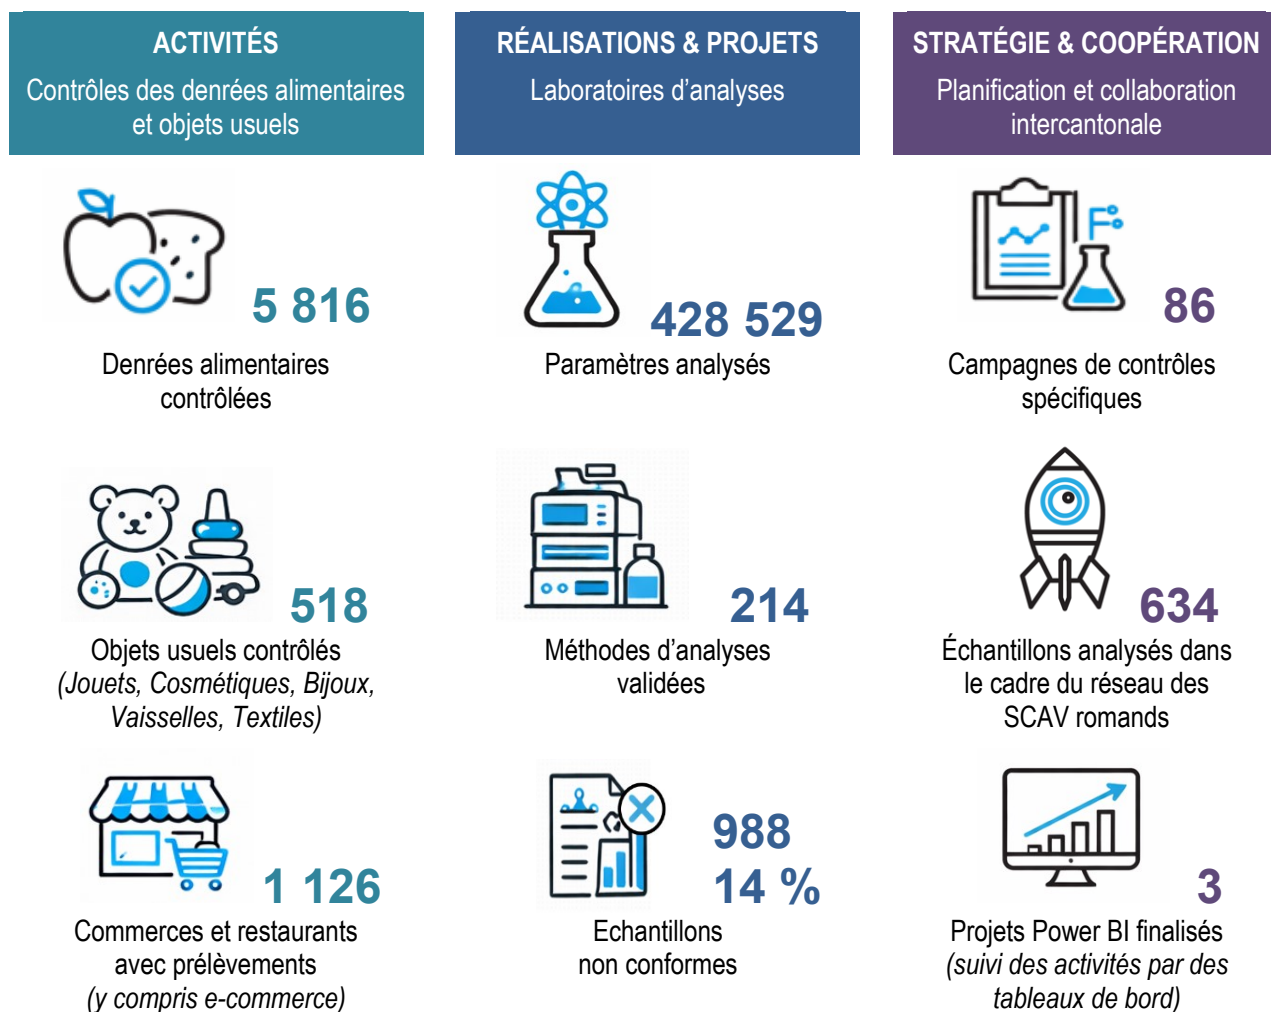 ACTIVITÉS
Contrôles des denrées alimentaires
et objets usuels
5 816
Denrées alimentaires
contrôlées
518
Objets usuels contrôlés
(Jouets, Cosmétiques, Bijoux,
Vaisselles, Textiles)
1 126
Commerces et restaurants
avec prélèvements
(y compris e-commerce)
RÉALISATIONS & PROJETS
Laboratoires d’analyses
428 529
Paramètres analysés
214
Méthodes d’analyses
validées
988
14 %
Echantillons
non conformes
STRATÉGIE & COOPÉRATION
Planification et collaboration
intercantonale
86
Campagnes de contrôles
spécifiques
634
Échantillons analysés dans
le cadre du réseau des
SCAV romands
3
Projets Power BI finalisés
(suivi des activités par des
tableaux de bord)